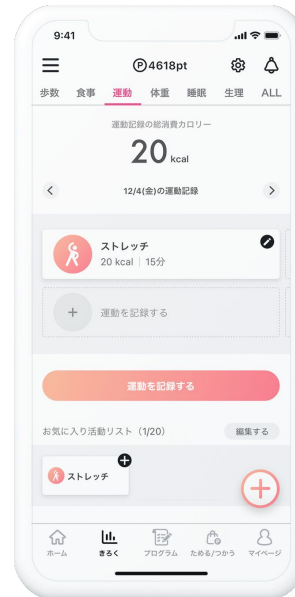 9:41
Ⓟ4618pt
歩数 食事 運動 体重 睡眠 生理 ALL
運動記録の総消費カロリー
20 kcal
12/4(金)の運動記録
ストレッチ
20 kcal | 15分
運動を記録する
運動を記録する
お気に入り活動リスト（1/20） 編集する
ストレッチ
ホーム きろく プログラム ためる/つかう マイページ